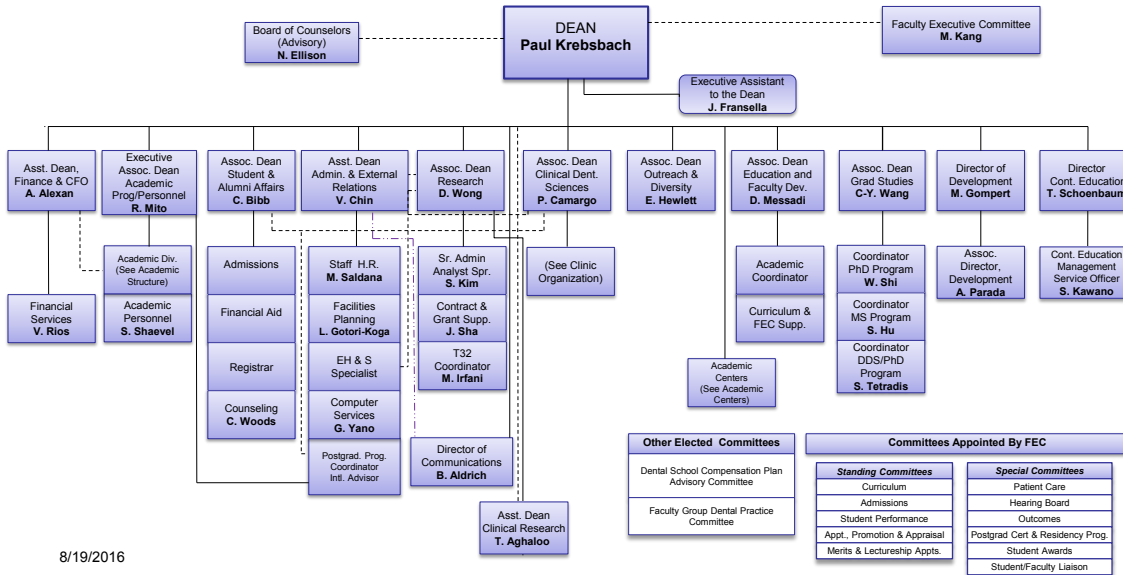 DEAN
Paul Krebsbach
Board of Counselors
(Advisory)
N. Ellison
Faculty Executive Committee
M. Kang
Executive Assistant
to the Dean
J. Fransella
Asst. Dean,
Finance & CFO
A. Alexan
Executive
Assoc. Dean
Academic
Prog/Personnel
R. Mito
Assoc. Dean
Student &
Alumni Affairs
C. Bibb
Asst. Dean
Admin. & External
Relations
V. Chin
Assoc. Dean
Research
D. Wong
Assoc. Dean
Clinical Dent.
Sciences
P. Camargo
Assoc. Dean
Outreach &
Diversity
E. Hewlett
Assoc. Dean
Education and
Faculty Dev.
D. Messadi
Assoc. Dean
Grad Studies
C-Y. Wang
Director of
Development
M. Gompert
Director
Cont. Education
T. Schoenbaum
Financial
Services
V. Rios
Academic Div.
(See Academic
Structure)
Academic
Personnel
S. Shaevel
Admissions
Financial Aid
Registrar
Counseling
C. Woods
Staff H.R.
M. Saldana
Facilities
Planning
L. Gotori-Koga
EH & S
Specialist
Computer
Services
G. Yano
Postgrad. Prog.
Coordinator
Intl. Advisor
Sr. Admin
Analyst Spr.
S. Kim
Contract &
Grant Supp.
J. Sha
T32
Coordinator
M. Irfani
Director of
Communications
B. Aldrich
Asst. Dean
Clinical Research
T. Aghaloo
(See Clinic
Organization)
Academic
Centers
(See Academic
Centers)
Academic
Coordinator
Curriculum &
FEC Supp.
Coordinator
PhD Program
W. Shi
Coordinator
MS Program
S. Hu
Coordinator
DDS/PhD
Program
S. Tetradis
Assoc.
Director,
Development
A. Parada
Cont. Education
Management
Service Officer
S. Kawano
Other Elected Committees
Dental School Compensation Plan
Advisory Committee
Faculty Group Dental Practice
Committee
Committees Appointed By FEC
Standing Committees
Curriculum
Admissions
Student Performance
Appt., Promotion & Appraisal
Merits & Lectureship Appts.
Special Committees
Patient Care
Hearing Board
Outcomes
Postgrad Cert & Residency Prog.
Student Awards
Student/Faculty Liaison
8/19/2016